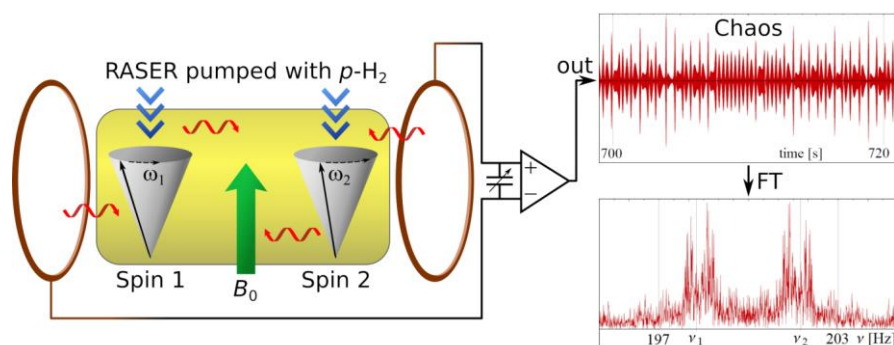 RASER pumped with p-H2
ω1
ω2
Spin 1
B0
Spin 2
+
−
out
Chaos
700
time [s]
720
FT
197
ν1
ν2
203
ν [Hz]